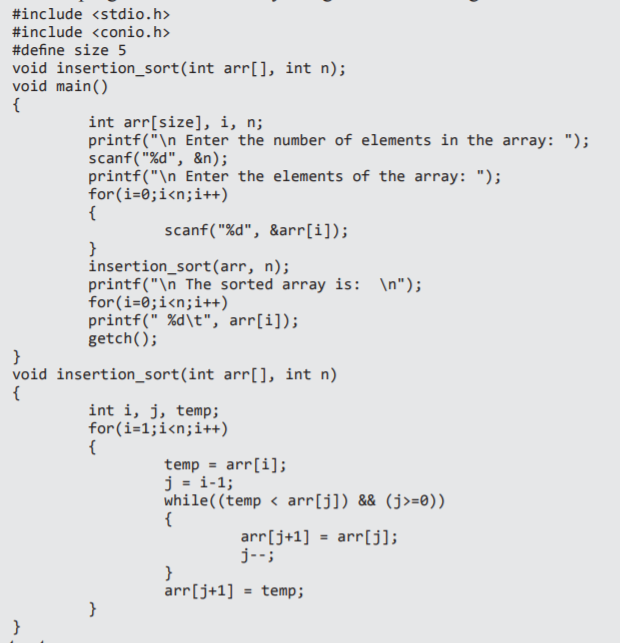 #include <stdio.h>
#include <conio.h>
#define size 5
void insertion_sort(int arr[], int n);
void main()
{
int arr[size], i, n;
printf("\n Enter the number of elements in the array: ");
scanf("%d", &n);
printf("\n Enter the elements of the array: ");
for(i=0;i<n;i++)
{
scanf("%d", &arr[i]);
}
insertion_sort(arr, n);
printf("\n The sorted array is:  \n");
for(i=0;i<n;i++)
printf(" %d\t", arr[i]);
getch();
}
void insertion_sort(int arr[], int n)
{
int i, j, temp;
for(i=1;i<n;i++)
{
temp = arr[i];
j = i-1;
while((temp < arr[j]) && (j>=0))
{
arr[j+1] = arr[j];
j--;
}
arr[j+1] = temp;
}
}